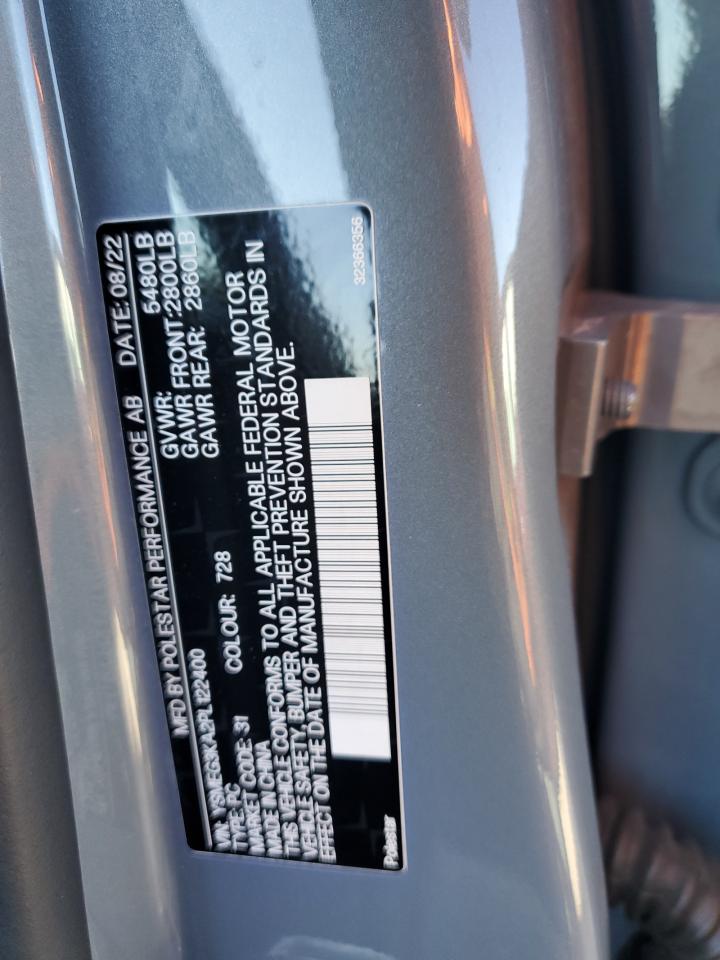 MFD BY POLESTAR PERFORMANCE AB DATE: 08/22
VIN: GVWR: 5480LB
TYPE: PC GAWR FRONT: 2800LB
MARKET CODE: 31 COLOUR: 728 GAWR REAR: 2860LB
MADE IN CHINA
THIS VEHICLE CONFORMS TO ALL APPLICABLE FEDERAL MOTOR
VEHICLE SAFETY, BUMPER AND THEFT PREVENTION STANDARDS IN
EFFECT ON THE DATE OF MANUFACTURE SHOWN ABOVE.
Polestar 32366356